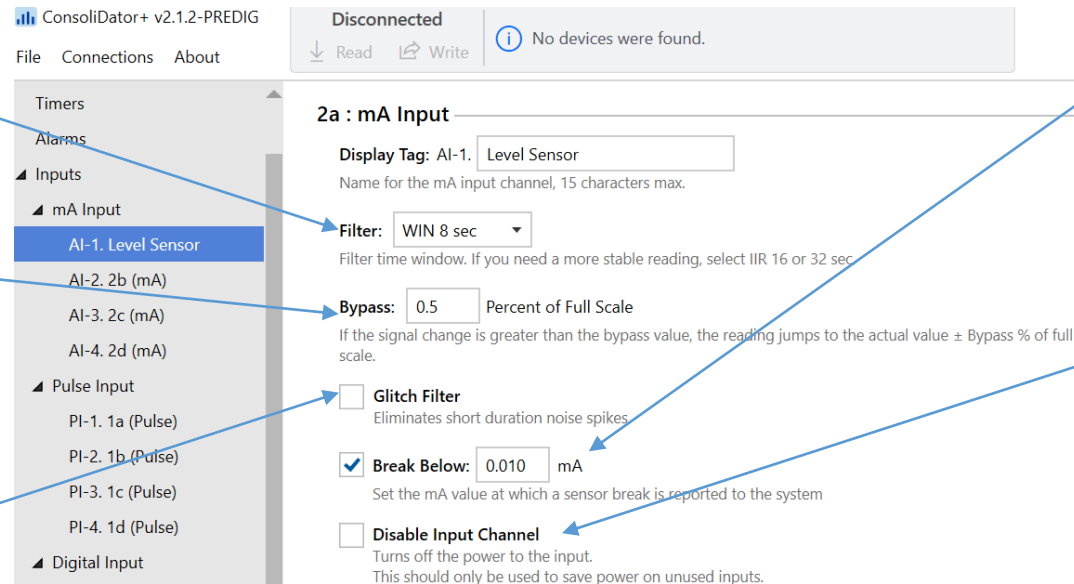 ConsoliDator+ v2.1.2-PREDIG
File Connections About
Disconnected
Read Write
No devices were found.
Timers
Alarms
Inputs
mA Input
AI-1. Level Sensor
AI-2. 2b (mA)
AI-3. 2c (mA)
AI-4. 2d (mA)
Pulse Input
PI-1. 1a (Pulse)
PI-2. 1b (Pulse)
PI-3. 1c (Pulse)
PI-4. 1d (Pulse)
Digital Input
2a : mA Input
Display Tag: AI-1. Level Sensor
Name for the mA input channel, 15 characters max.
Filter: WIN 8 sec
Filter time window. If you need a more stable reading, select IIR 16 or 32 sec.
Bypass: 0.5 Percent of Full Scale
If the signal change is greater than the bypass value, the reading jumps to the actual value ± Bypass % of full
scale.
Glitch Filter
Eliminates short duration noise spikes.
Break Below: 0.010 mA
Set the mA value at which a sensor break is reported to the system
Disable Input Channel
Turns off the power to the input.
This should only be used to save power on unused inputs.